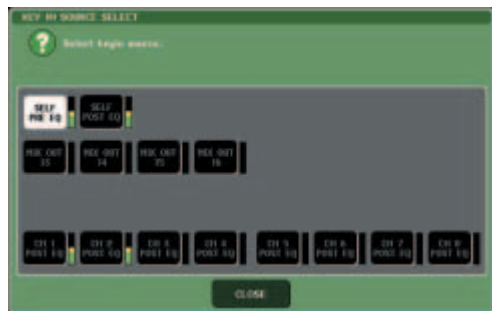 KEY IN SOURCE SELECT
Select keyin source.
SELF PRE EQ
SELF POST EQ
MIX OUT 13
MIX OUT 14
MIX OUT 15
MIX OUT 16
CH 1 POST EQ
CH 2 POST EQ
CH 3 POST EQ
CH 4 POST EQ
CH 5 POST EQ
CH 6 POST EQ
CH 7 POST EQ
CH 8 POST EQ
CLOSE